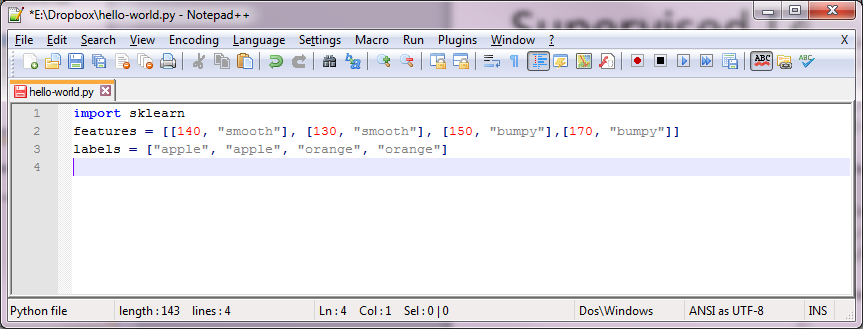 *E:\Dropbox\hello-world.py - Notepad++
File Edit Search View Encoding Language Settings Macro Run Plugins Window ? X
hello-world.py
1 import sklearn
2 features = [[140, "smooth"], [130, "smooth"], [150, "bumpy"],[170, "bumpy"]]
3 labels = ["apple", "apple", "orange", "orange"]
4
Python file length : 143 lines : 4 Ln : 4 Col : 1 Sel : 0 | 0 Dos\Windows ANSI as UTF-8 INS